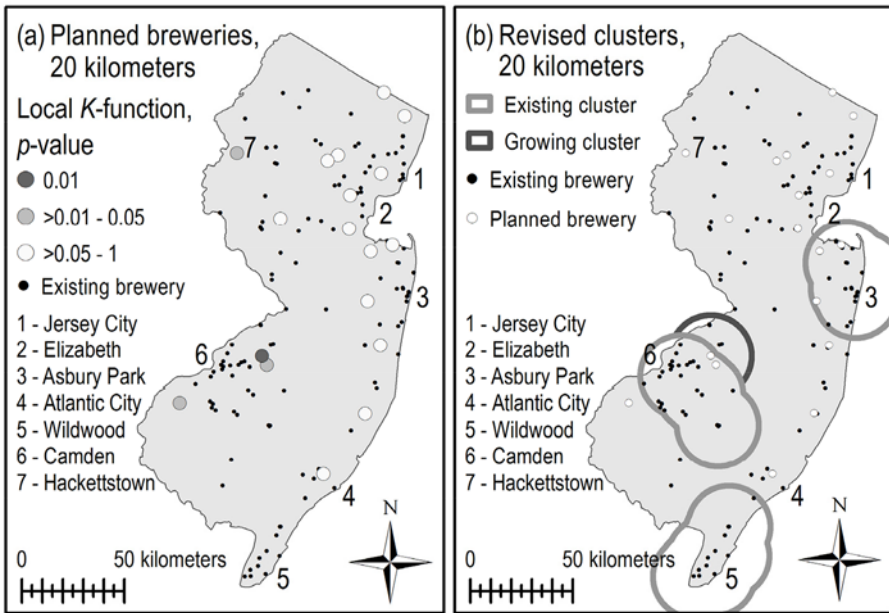 (a) Planned breweries,
20 kilometers
Local K-function,
p-value
0.01
>0.01 - 0.05
>0.05 - 1
Existing brewery
1 - Jersey City
2 - Elizabeth
3 - Asbury Park
4 - Atlantic City
5 - Wildwood
6 - Camden
7 - Hackettstown
0 50 kilometers
7
1
2
3
6
4
5
N
(b) Revised clusters,
20 kilometers
Existing cluster
Growing cluster
Existing brewery
Planned brewery
1 - Jersey City
2 - Elizabeth
3 - Asbury Park
4 - Atlantic City
5 - Wildwood
6 - Camden
7 - Hackettstown
0 50 kilometers
7
1
2
3
6
4
5
N